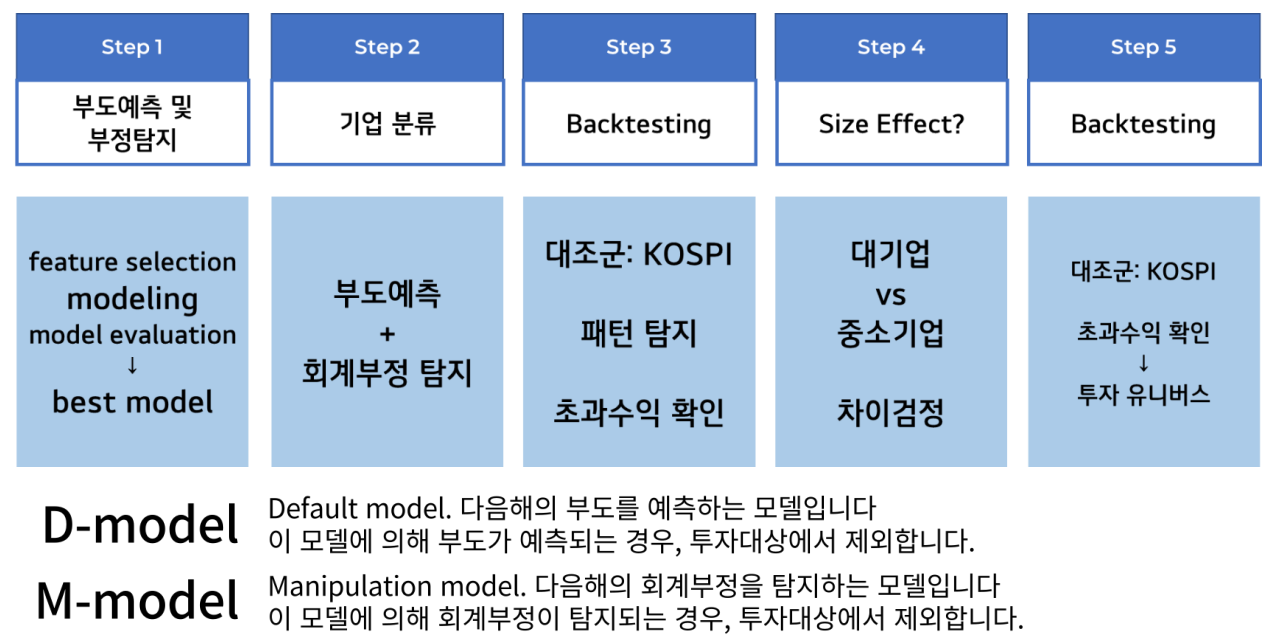 Step 1
부도예측 및
부정탐지
feature selection
modeling
model evaluation
↓
best model
Step 2
기업 분류
부도예측
+
회계부정 탐지
Step 3
Backtesting
대조군: KOSPI
패턴 탐지
초과수익 확인
Step 4
Size Effect?
대기업
vs
중소기업
차이검정
Step 5
Backtesting
대조군: KOSPI
초과수익 확인
↓
투자 유니버스
D-model
Default model. 다음해의 부도를 예측하는 모델입니다
이 모델에 의해 부도가 예측되는 경우, 투자대상에서 제외합니다.
M-model
Manipulation model. 다음해의 회계부정을 탐지하는 모델입니다
이 모델에 의해 회계부정이 탐지되는 경우, 투자대상에서 제외합니다.